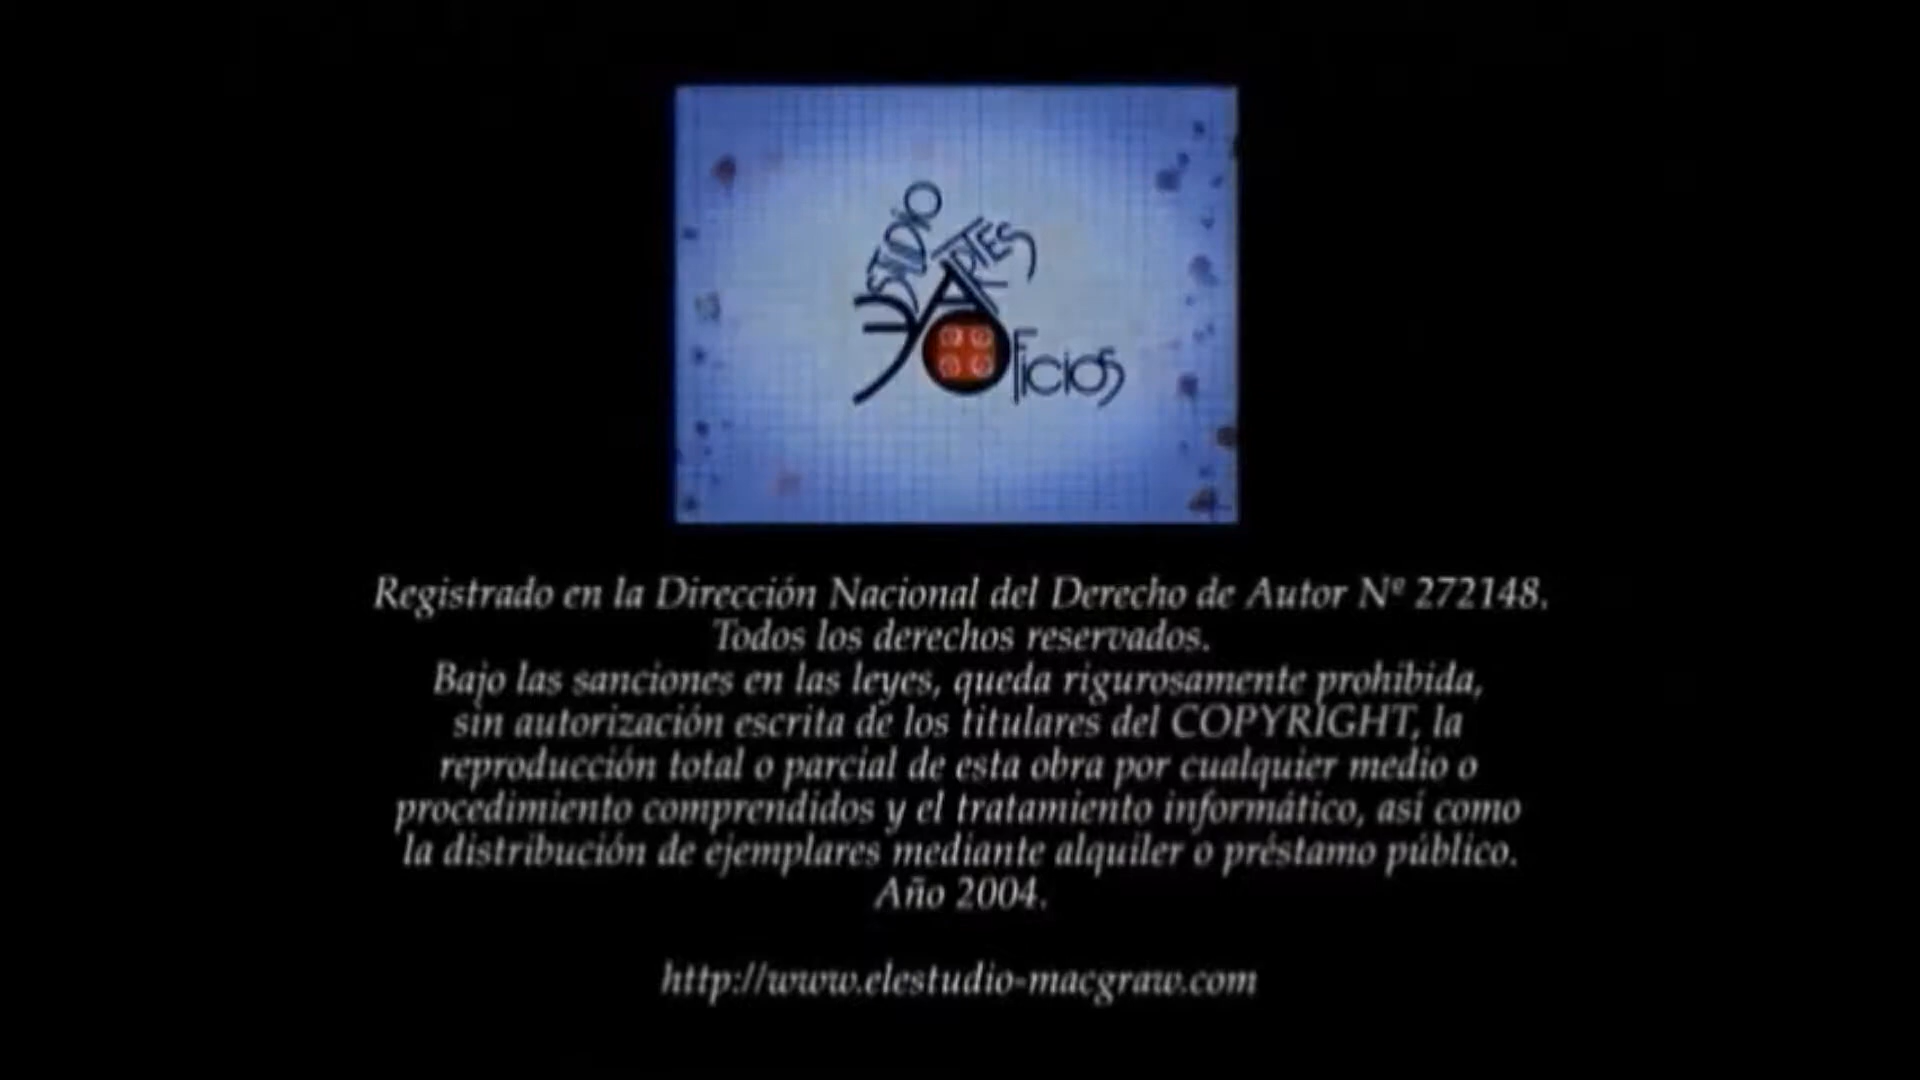 Estudio
Artes
y Oficios
Registrado en la Dirección Nacional del Derecho de Autor Nº 272148.
Todos los derechos reservados.
Bajo las sanciones en las leyes, queda rigurosamente prohibida,
sin autorización escrita de los titulares del COPYRIGHT, la
reproducción total o parcial de esta obra por cualquier medio o
procedimiento comprendidos y el tratamiento informático, así como
la distribución de ejemplares mediante alquiler o préstamo público.
Año 2004.
http://www.elestudio-macgraw.com